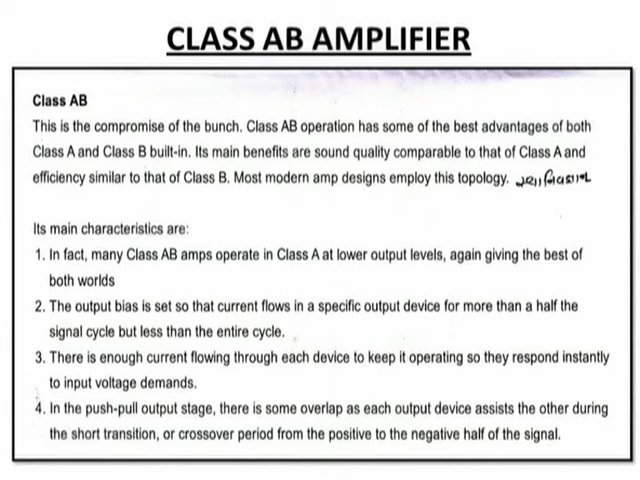 CLASS AB AMPLIFIER
Class AB
This is the compromise of the bunch. Class AB operation has some of the best advantages of both
Class A and Class B built-in. Its main benefits are sound quality comparable to that of Class A and
efficiency similar to that of Class B. Most modern amp designs employ this topology.
Its main characteristics are:
1. In fact, many Class AB amps operate in Class A at lower output levels, again giving the best of
both worlds
2. The output bias is set so that current flows in a specific output device for more than a half the
signal cycle but less than the entire cycle.
3. There is enough current flowing through each device to keep it operating so they respond instantly
to input voltage demands.
4. In the push-pull output stage, there is some overlap as each output device assists the other during
the short transition, or crossover period from the positive to the negative half of the signal.